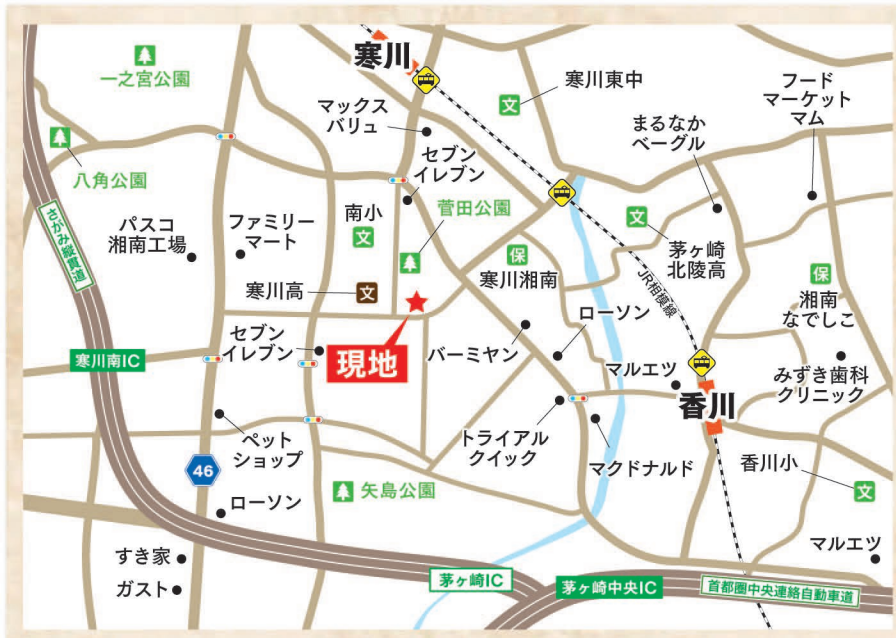 寒川
一之宮公園
寒川東中
フード
マーケット
マム
マックス
バリュ
まるなか
ベーグル
セブン
イレブン
八角公園
さがみ縦貫道
パスコ
湘南工場
ファミリー
マート
南小
文
菅田公園
文
文
茅ヶ崎
北陵高
保
寒川湘南
JR相模線
保
湘南
なでしこ
寒川高
文
ローソン
セブン
イレブン
現地
バーミヤン
寒川南IC
マルエツ
みずき歯科
クリニック
香川
ペット
ショップ
トライアル
クイック
マクドナルド
香川小
文
46
矢島公園
ローソン
すき家
ガスト
マルエツ
茅ヶ崎IC
茅ヶ崎中央IC
首都圏中央連絡自動車道